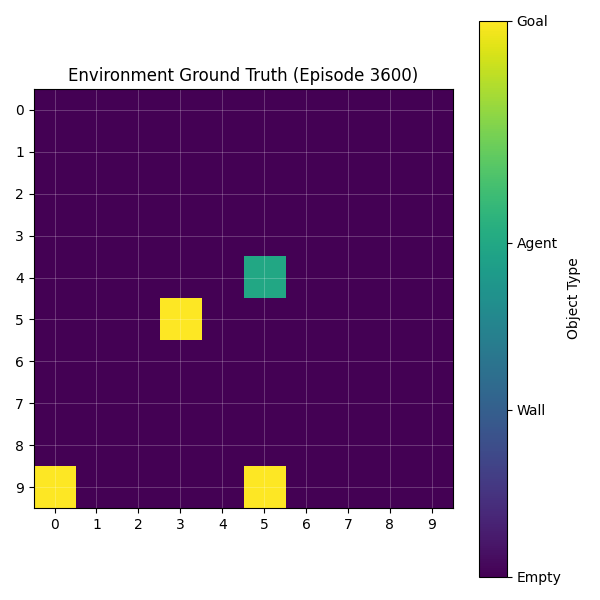 Environment Ground Truth (Episode 3600)
0
1
2
3
4
5
6
7
8
9
0 1 2 3 4 5 6 7 8 9
Goal
Agent
Wall
Empty
Object Type